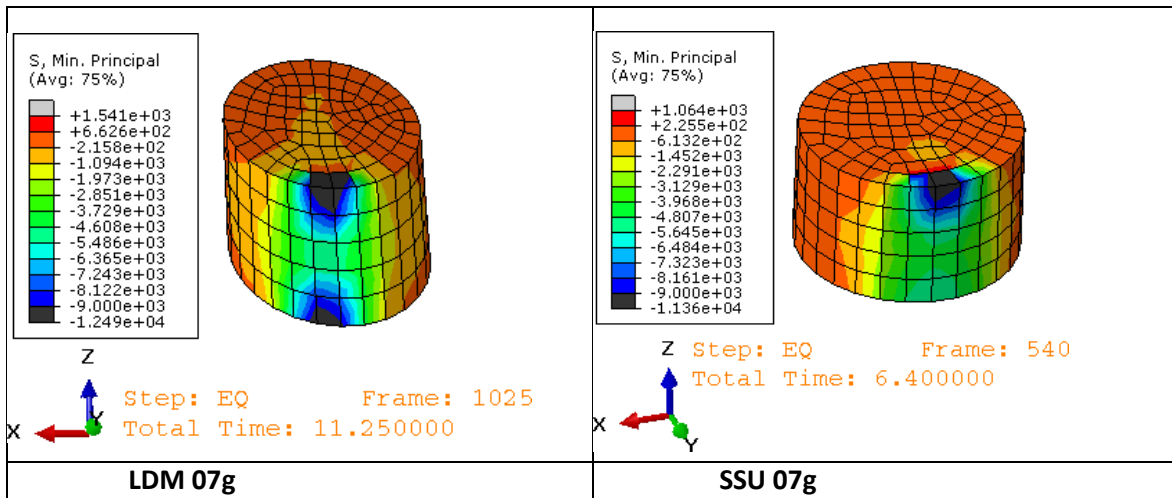 S, Min. Principal
(Avg: 75%)
+1.541e+03
+6.626e+02
-2.158e+02
-1.094e+03
-1.973e+03
-2.851e+03
-3.729e+03
-4.608e+03
-5.486e+03
-6.365e+03
-7.243e+03
-8.122e+03
-9.000e+03
-1.249e+04
Z
X
Y
Step: EQ Frame: 1025
Total Time: 11.250000
LDM 07g
S, Min. Principal
(Avg: 75%)
+1.064e+03
+2.255e+02
-6.132e+02
-1.452e+03
-2.291e+03
-3.129e+03
-3.968e+03
-4.807e+03
-5.645e+03
-6.484e+03
-7.323e+03
-8.161e+03
-9.000e+03
-1.136e+04
Z
X
Y
Step: EQ Frame: 540
Total Time: 6.400000
SSU 07g